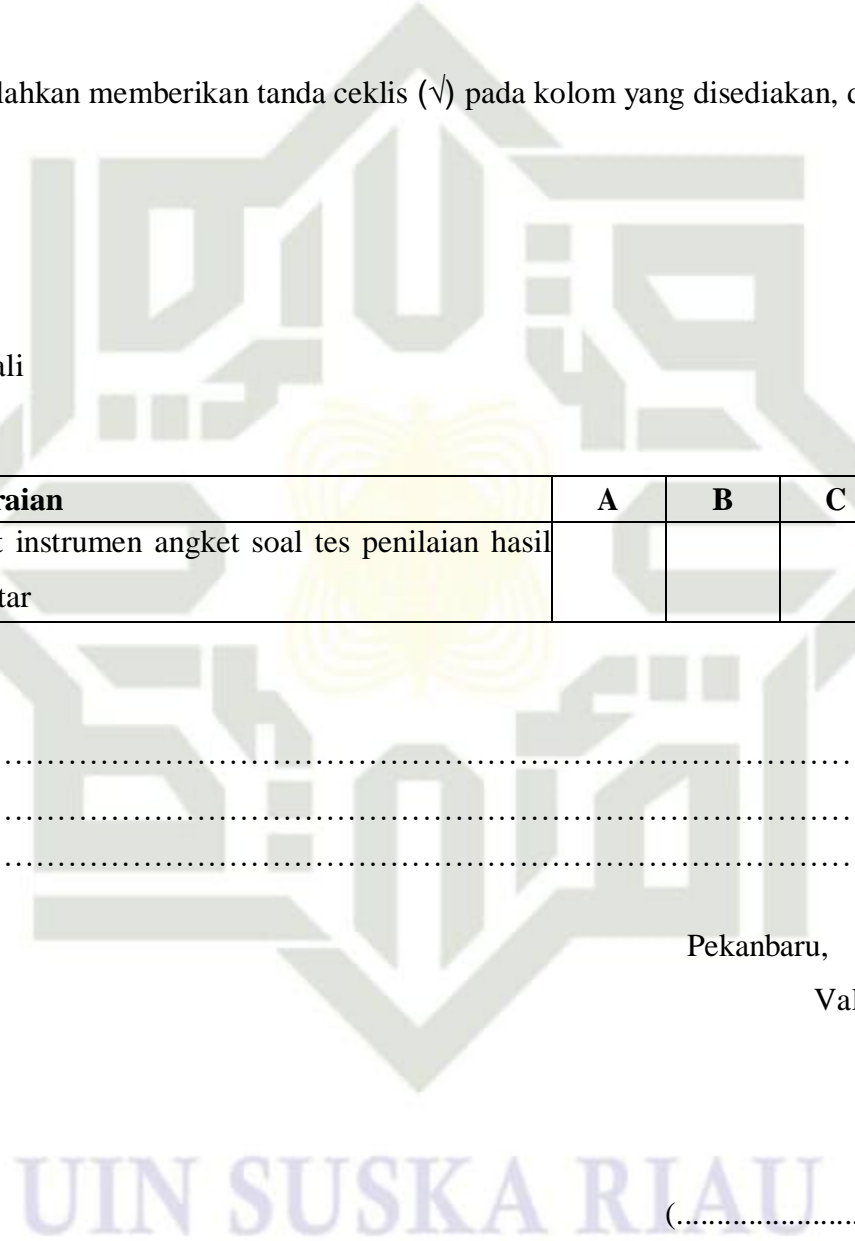 lahkan memberikan tanda ceklis (√) pada kolom yang disediakan,
ali
raian A B C
instrumen angket soal tes penilaian hasil
tar
………………………………………………………………………
………………………………………………………………………
………………………………………………………………………
Pekanbaru,
Val
UIN SUSKA RIAU
(......................